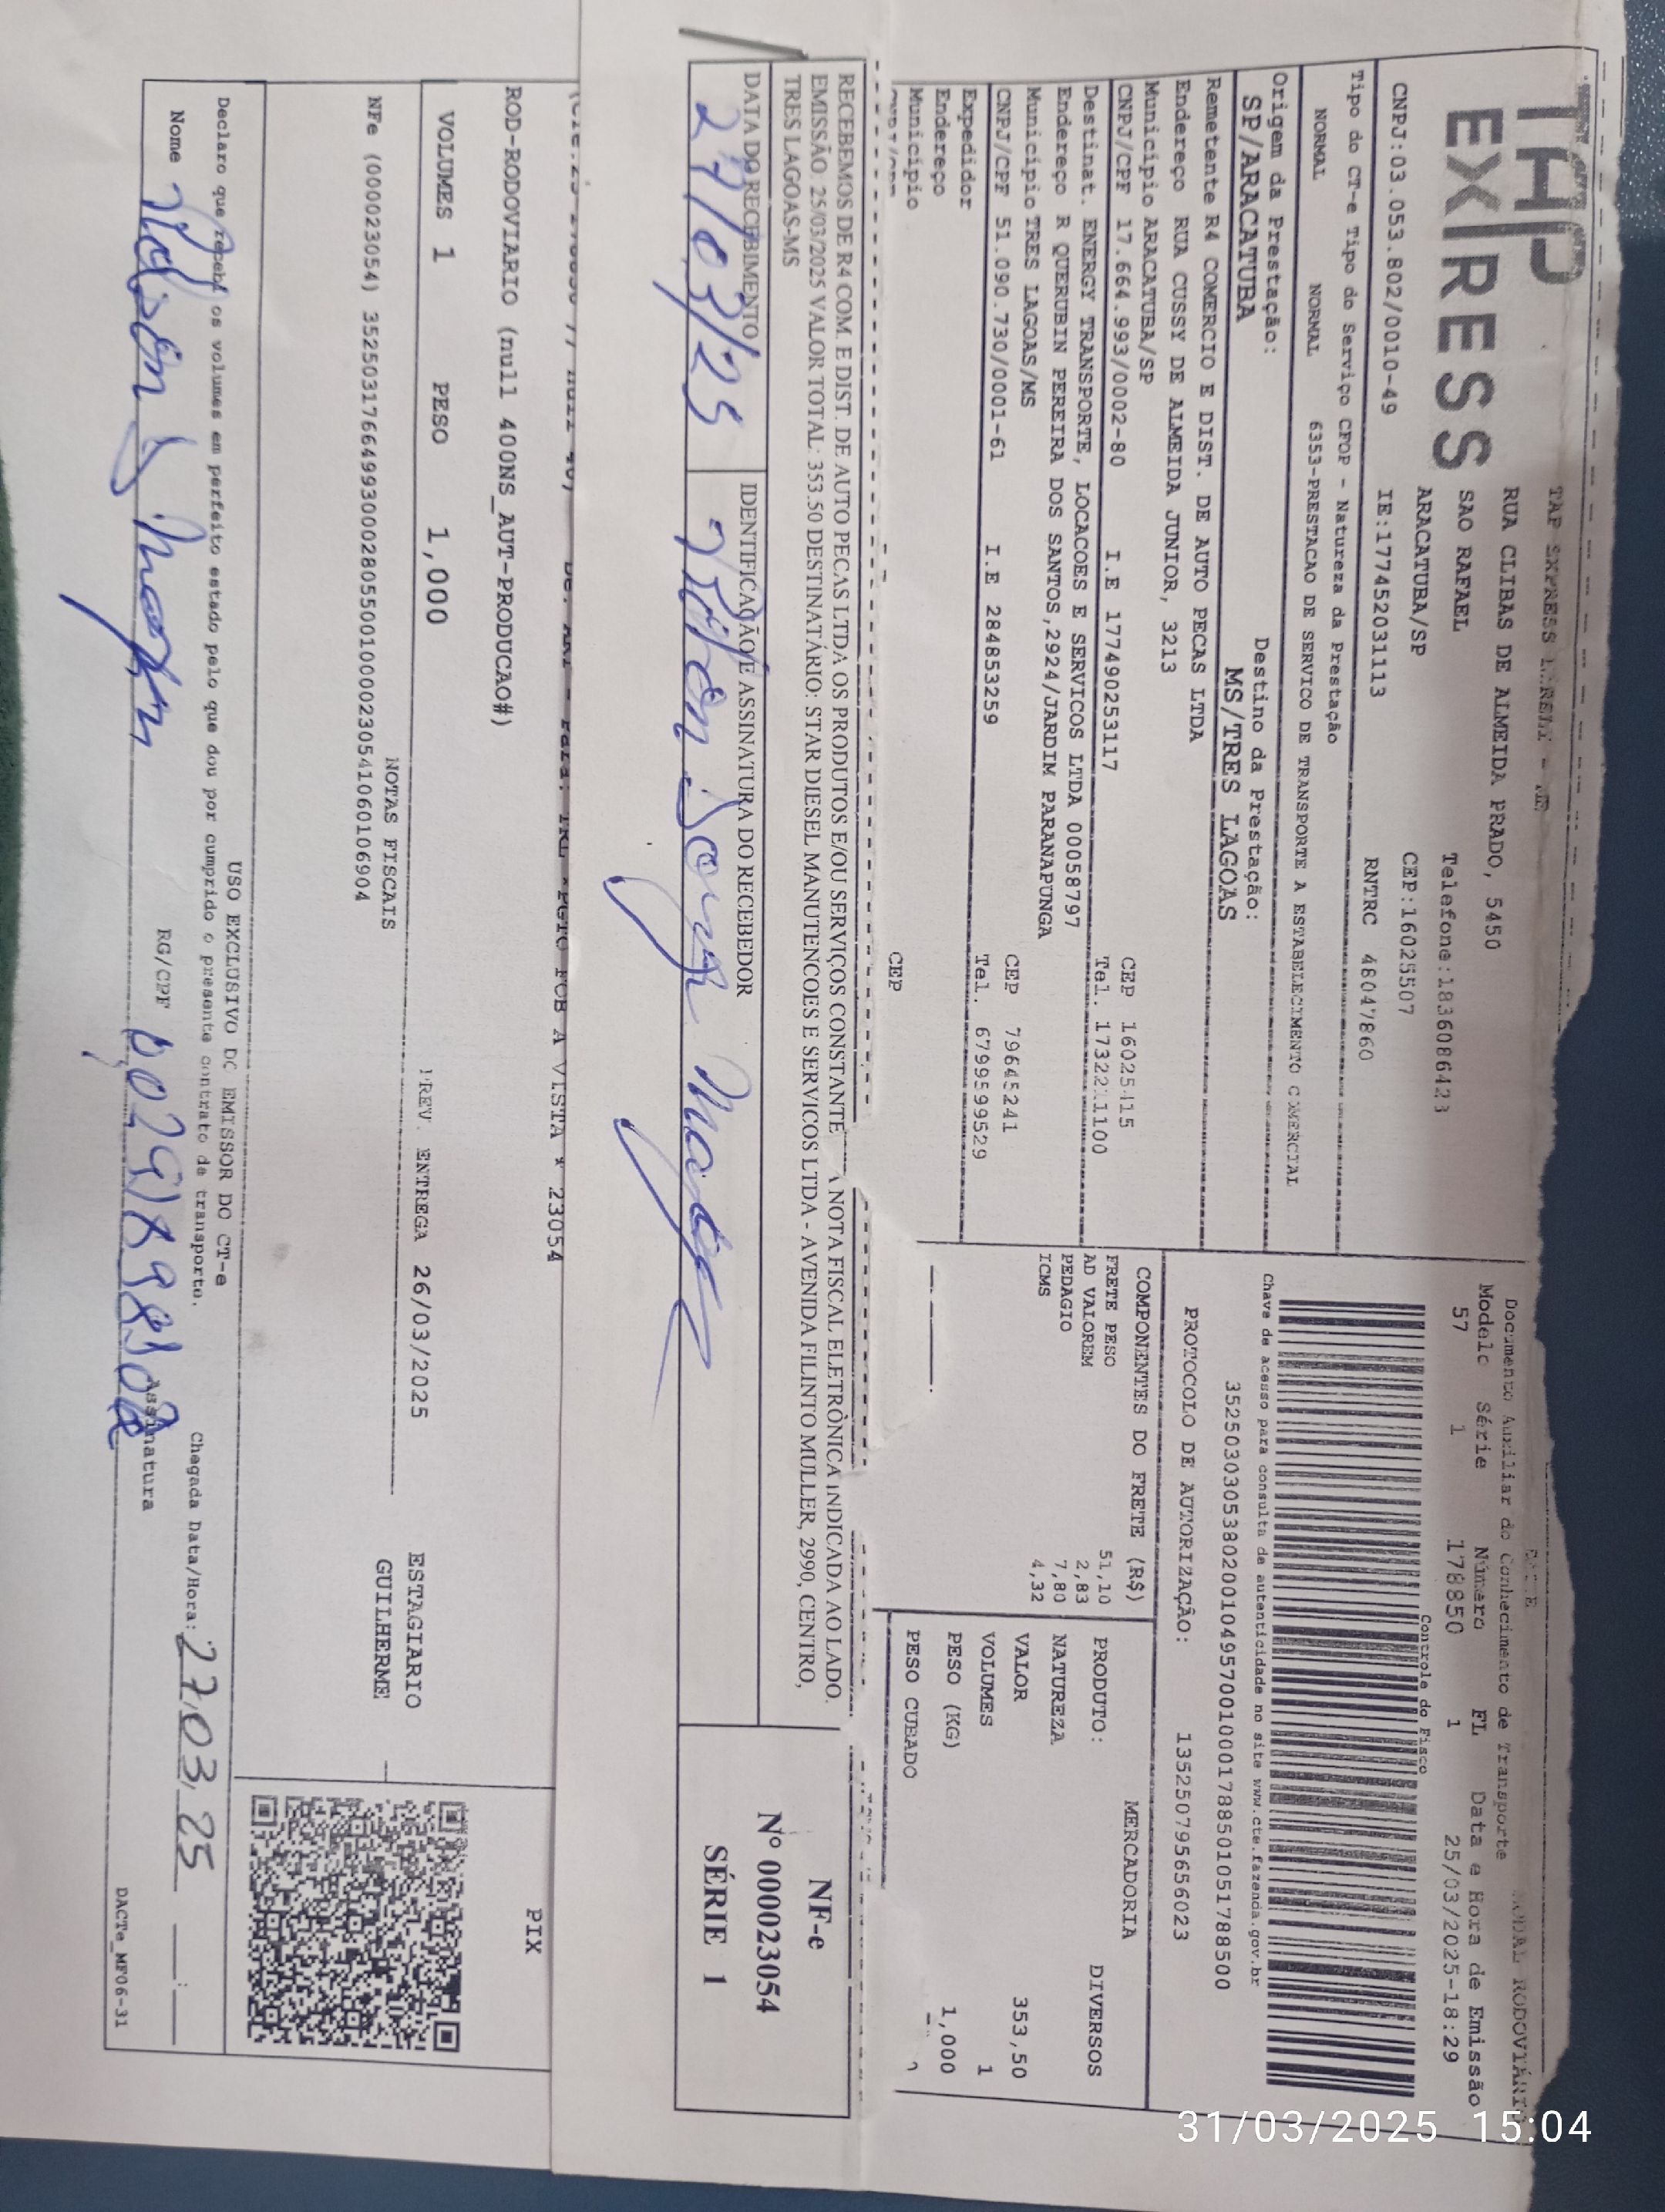 EXPRESS
RUA CLIBAS DE ALMEIDA PRADO, 5450
SAO RAFAEL Telefone:1836086423
ARACATUBA/SP CEP:16025507
CNPJ:03.053.802/0010-49 IE:177452031113 RNTRC 48047860
Tipo do CT-e Tipo do Serviço CFOP - Natureza da Prestação
NORMAL NORMAL 6353-PRESTACAO DE SERVICO DE TRANSPORTE A ESTABELECIMENTO COMERCIAL
Origem da Prestação: Destino da Prestação:
SP/ARACATUBA MS/TRES LAGOAS
Remetente R4 COMERCIO E DIST. DE AUTO PECAS LTDA
Endereço RUA CUSSY DE ALMEIDA JUNIOR, 3213
Município ARACATUBA/SP CEP 16025415
CNPJ/CPF 17.664.993/0002-80 I.E 177490253117 Tel. 1732221100
Destinat. ENERGY TRANSPORTE, LOCACOES E SERVICOS LTDA 00058797
Endereço R QUERUBIN PEREIRA DOS SANTOS,2924/JARDIM PARANAPUNGA
Município TRES LAGOAS/MS CEP 79645241
CNPJ/CPF 51.090.730/0001-61 I.E 284853259 Tel. 67999599529
Expedidor
Endereço
Município CEP
Documento Auxiliar do Conhecimento de Transporte MODAL RODOVIÁRIO
Modelo Série Número FL Data e Hora de Emissão
57 1 178850 1 25/03/2025-18:29
Controle do Fisco
Chave de acesso para consulta de autenticidade no site www.cte.fazenda.gov.br
35250303053802001049570010001788501051788500
PROTOCOLO DE AUTORIZAÇÃO: 135250795656023
COMPONENTES DO FRETE (R$)
FRETE PESO 51,10
AD VALOREM 2,83
PEDAGIO 7,80
ICMS 4,32
MERCADORIA
PRODUTO: DIVERSOS
NATUREZA
VALOR 353,50
VOLUMES 1
PESO (KG) 1,000
PESO CUBADO
RECEBEMOS DE R4 COM. E DIST. DE AUTO PECAS LTDA OS PRODUTOS E/OU SERVIÇOS CONSTANTE NOTA FISCAL ELETRÔNICA INDICADA AO LADO.
EMISSÃO: 25/03/2025 VALOR TOTAL: 353.50 DESTINATÁRIO: STAR DIESEL MANUTENCOES E SERVICOS LTDA - AVENIDA FILINTO MULLER, 2990, CENTRO,
TRES LAGOAS-MS
DATA DO RECEBIMENTO IDENTIFICAÇÃO E ASSINATURA DO RECEBEDOR
27/03/25
NF-e
Nº 000023054
SÉRIE 1
PGTO FOB A VISTA * 23054
ROD-RODOVIARIO (null 400NS_AUT-PRODUCAO#)
PIX
VOLUMES 1 PESO 1,000 PREV. ENTREGA 26/03/2025 ESTAGIARIO
GUILHERME
NOTAS FISCAIS
NFe (000023054) 35250317664993000280550010000230541060106904
USO EXCLUSIVO DO EMISSOR DO CT-e
Declaro que recebi os volumes em perfeito estado pelo que dou por cumprido o presente contrato de transporte. Chegada Data/Hora: 27/03/25
Nome RG/CPF Assinatura
DACTe_MF06-31
31/03/2025 15:04